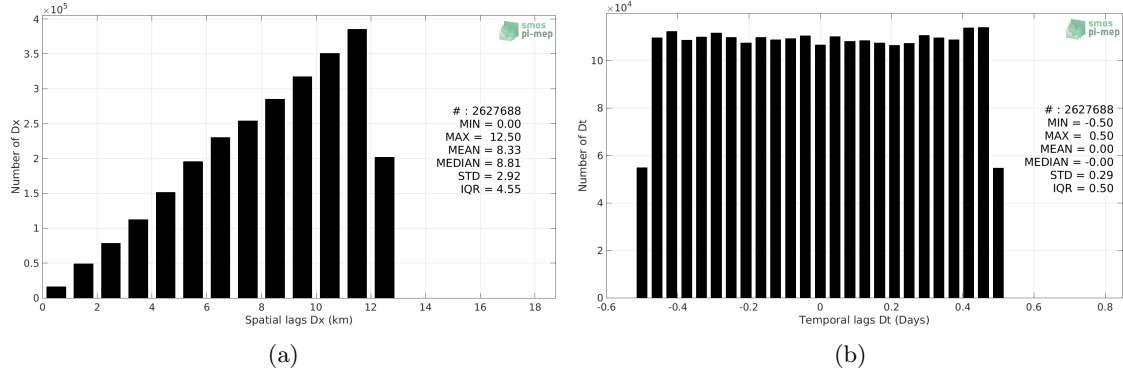 ×10⁵
4
3.5
3
2.5
2
1.5
1
0.5
0
Number of Dx
smos
pi-mep
# : 2627688
MIN = 0.00
MAX = 12.50
MEAN = 8.33
MEDIAN = 8.81
STD = 2.92
IQR = 4.55
0 2 4 6 8 10 12 14 16 18
Spatial lags Dx (km)
(a)
×10⁴
10
8
6
4
2
0
Number of Dt
smos
pi-mep
# : 2627688
MIN = -0.50
MAX = 0.50
MEAN = 0.00
MEDIAN = -0.00
STD = 0.29
IQR = 0.50
-0.6 -0.4 -0.2 0 0.2 0.4 0.6 0.8
Temporal lags Dt (Days)
(b)